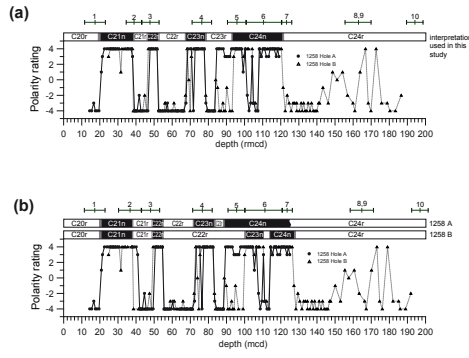 (a)
1 2 3 4 5 6 7 8,9 10
C20r C21n C21r C22n C22r C23n C23r C24n C24r
interpretation
used in this
study
Polarity rating
4
2
0
-2
-4
1258 Hole A
1258 Hole B
0 10 20 30 40 50 60 70 80 90 100 110 120 130 140 150 160 170 180 190 200
depth (rmcd)
(b)
1 2 3 4 5 6 7 8,9 10
C20r C21n C21r C22r C23n C24n C24r 1258 A
C20r C21n C21r C22r C23n C24n C24r 1258 B
Polarity rating
4
2
0
-2
-4
1258 Hole A
1258 Hole B
0 10 20 30 40 50 60 70 80 90 100 110 120 130 140 150 160 170 180 190 200
depth (mcd)